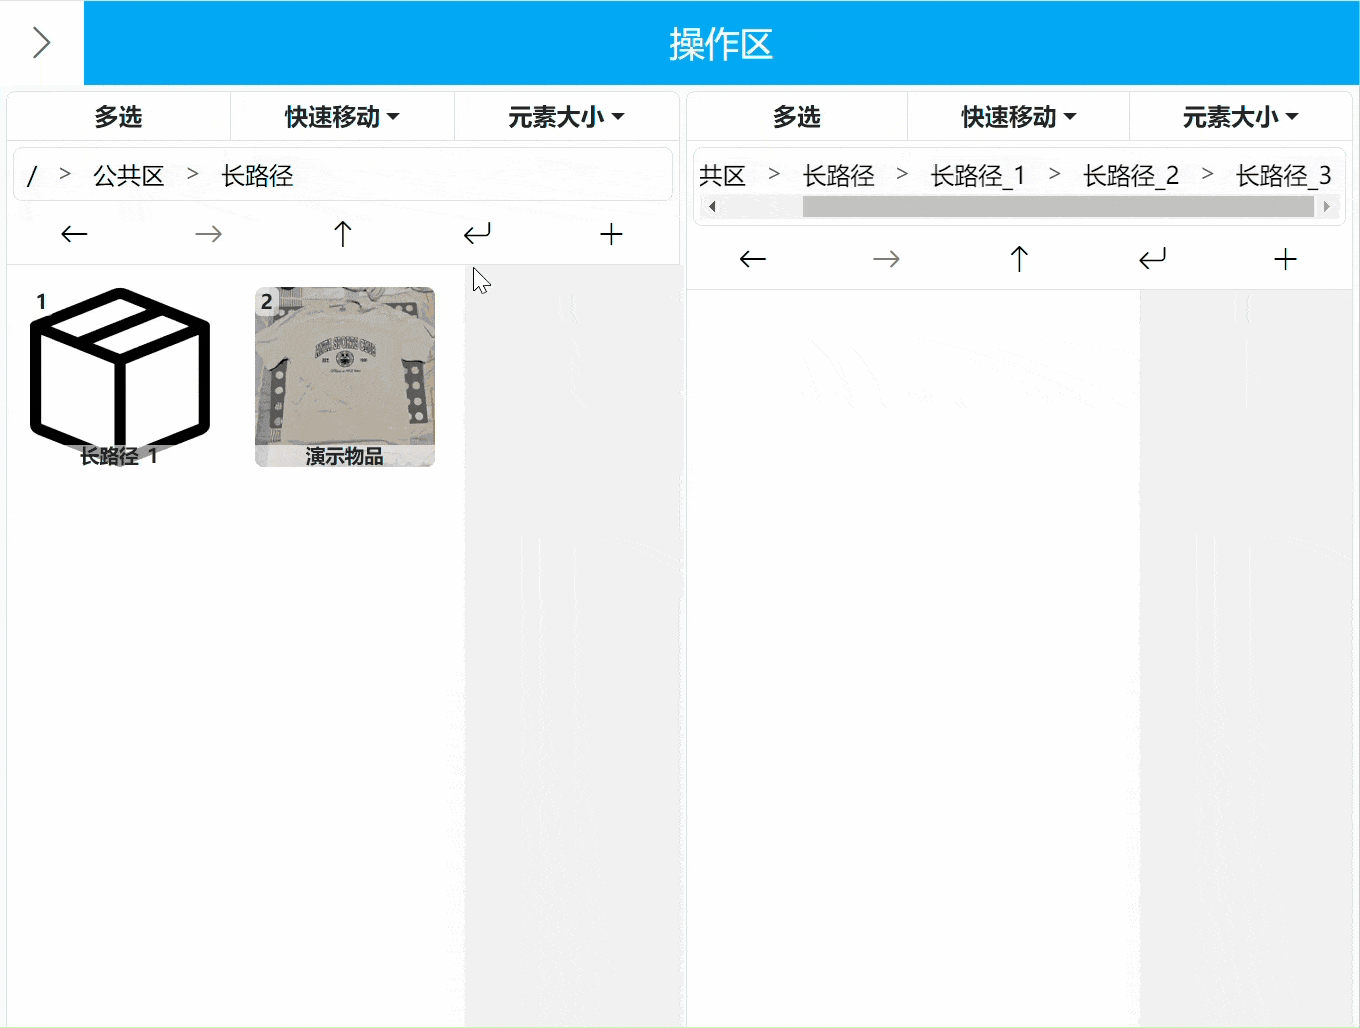 操作区
多选 快速移动 元素大小
/ > 公共区 > 长路径
1
长路径_1
2
演示物品
多选 快速移动 元素大小
共区 > 长路径 > 长路径_1 > 长路径_2 > 长路径_3